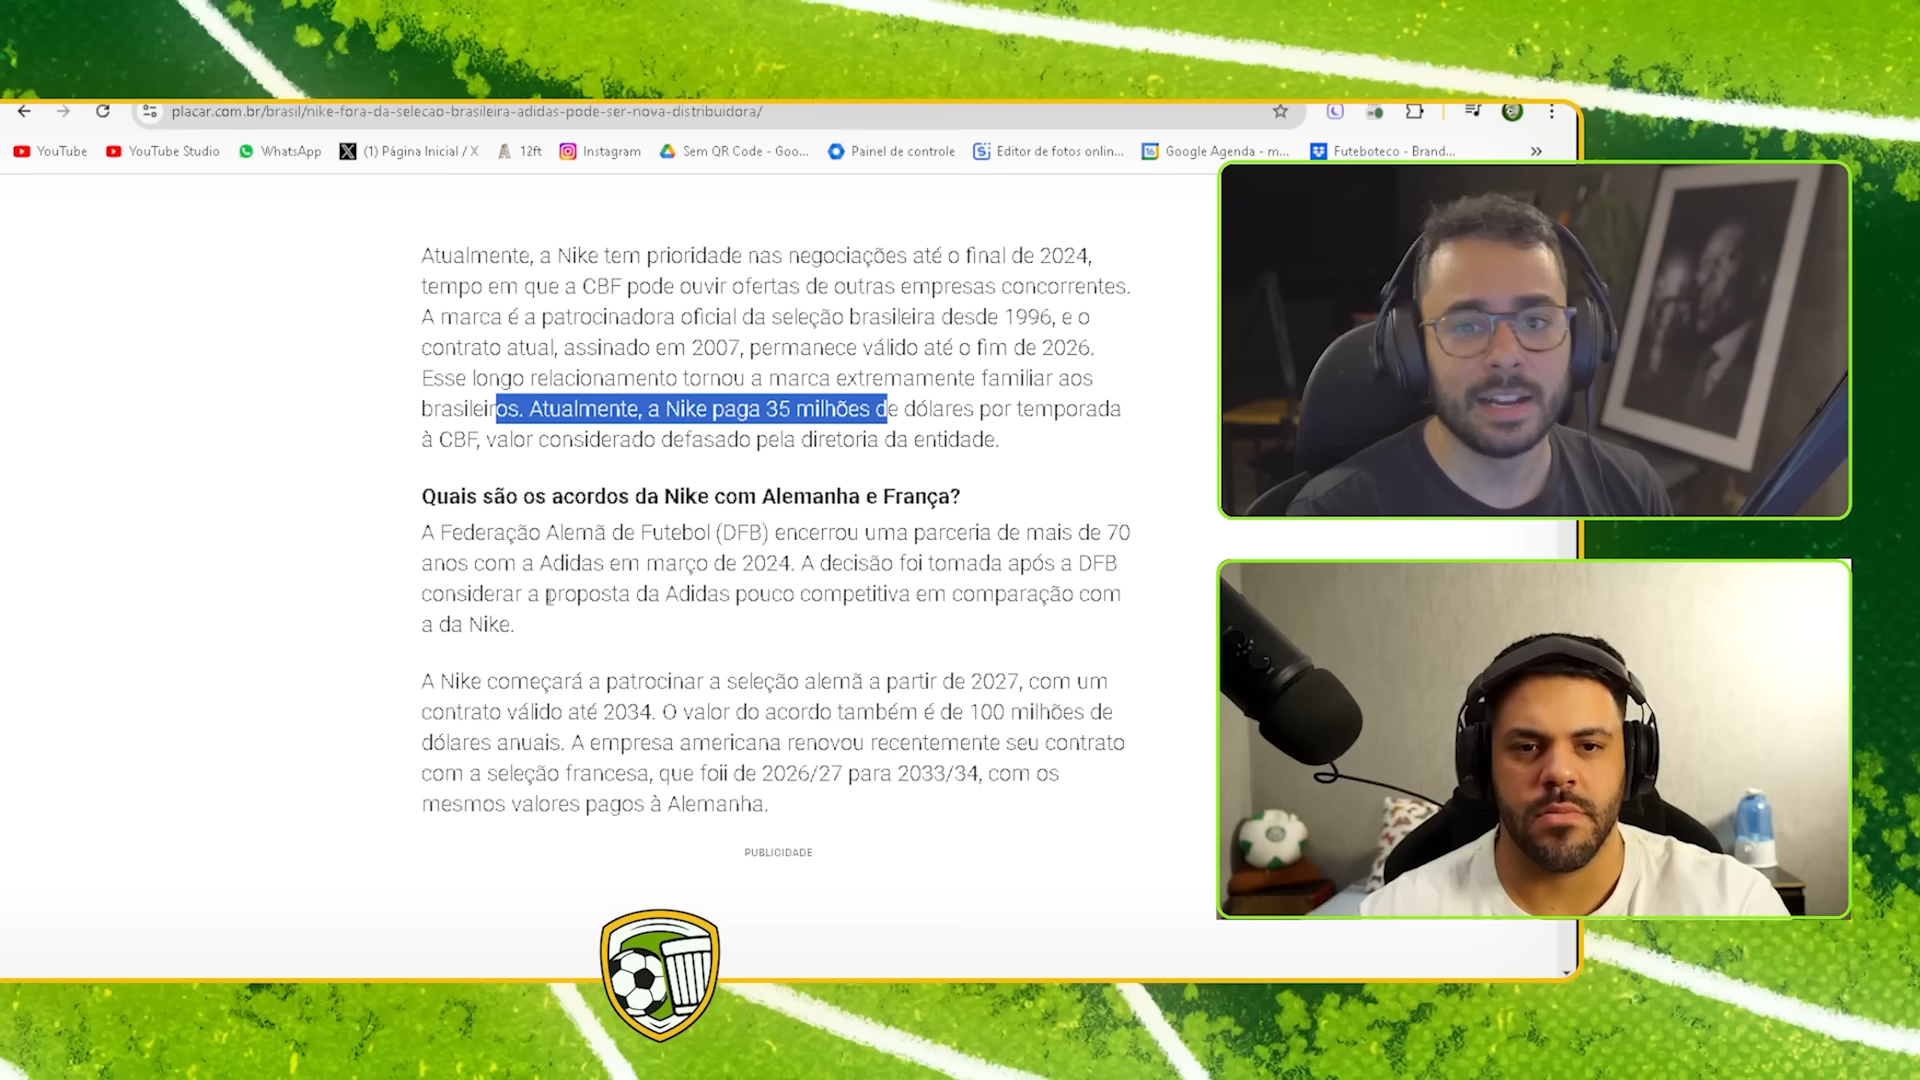 placar.com.br/brasil/nike-fora-da-selecao-brasileira-adidas-pode-ser-nova-distribuidora/
YouTube YouTube Studio WhatsApp (1) Página Inicial / X 12ft Instagram Sem QR Code - Goo... Painel de controle Editor de fotos onlin... Google Agenda - m... Futeboteco - Brand... »
Atualmente, a Nike tem prioridade nas negociações até o final de 2024,
tempo em que a CBF pode ouvir ofertas de outras empresas concorrentes.
A marca é a patrocinadora oficial da seleção brasileira desde 1996, e o
contrato atual, assinado em 2007, permanece válido até o fim de 2026.
Esse longo relacionamento tornou a marca extremamente familiar aos
brasileiros. Atualmente, a Nike paga 35 milhões de dólares por temporada
à CBF, valor considerado defasado pela diretoria da entidade.
Quais são os acordos da Nike com Alemanha e França?
A Federação Alemã de Futebol (DFB) encerrou uma parceria de mais de 70
anos com a Adidas em março de 2024. A decisão foi tomada após a DFB
considerar a proposta da Adidas pouco competitiva em comparação com
a da Nike.
A Nike começará a patrocinar a seleção alemã a partir de 2027, com um
contrato válido até 2034. O valor do acordo também é de 100 milhões de
dólares anuais. A empresa americana renovou recentemente seu contrato
com a seleção francesa, que foii de 2026/27 para 2033/34, com os
mesmos valores pagos à Alemanha.
PUBLICIDADE